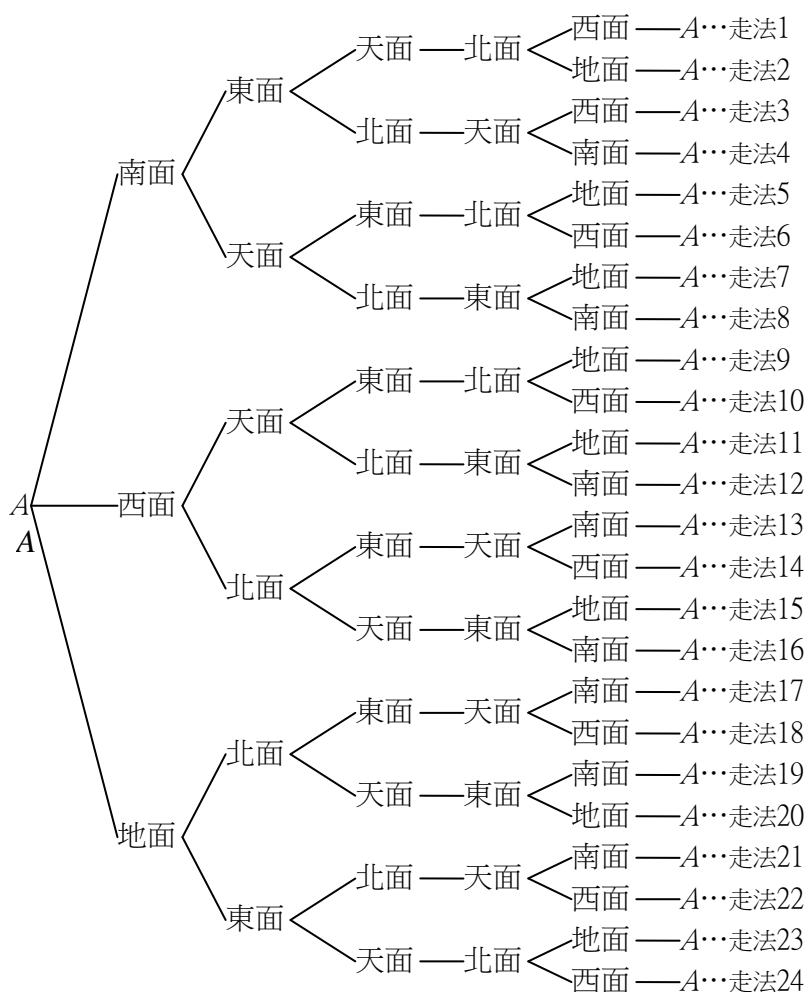 西面 A…走法1
天面 北面
地面 A…走法2
東面
西面 A…走法3
北面 天面
南面 A…走法4
南面
地面 A…走法5
東面 北面
西面 A…走法6
天面
地面 A…走法7
北面 東面
南面 A…走法8
地面 A…走法9
東面 北面
西面 A…走法10
天面
地面 A…走法11
北面 東面
南面 A…走法12
A 西面
A
南面 A…走法13
東面 天面
西面 A…走法14
北面
地面 A…走法15
天面 東面
南面 A…走法16
南面 A…走法17
東面 天面
西面 A…走法18
北面
南面 A…走法19
天面 東面
地面 A…走法20
地面
南面 A…走法21
北面 天面
西面 A…走法22
東面
地面 A…走法23
天面 北面
西面 A…走法24